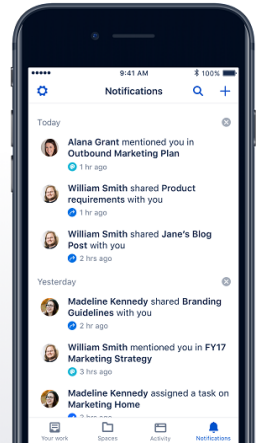 9:41 AM
100%
Notifications
Today
Alana Grant mentioned you in
Outbound Marketing Plan
1 hr ago
William Smith shared Product
requirements with you
1 hr ago
William Smith shared Jane's Blog
Post with you
2 hrs ago
Yesterday
Madeline Kennedy shared Branding
Guidelines with you
2 hr ago
William Smith mentioned you in FY17
Marketing Strategy
3 hrs ago
Madeline Kennedy assigned a task on
Marketing Home
3 hrs ago
Your work
Spaces
Activity
Notifications